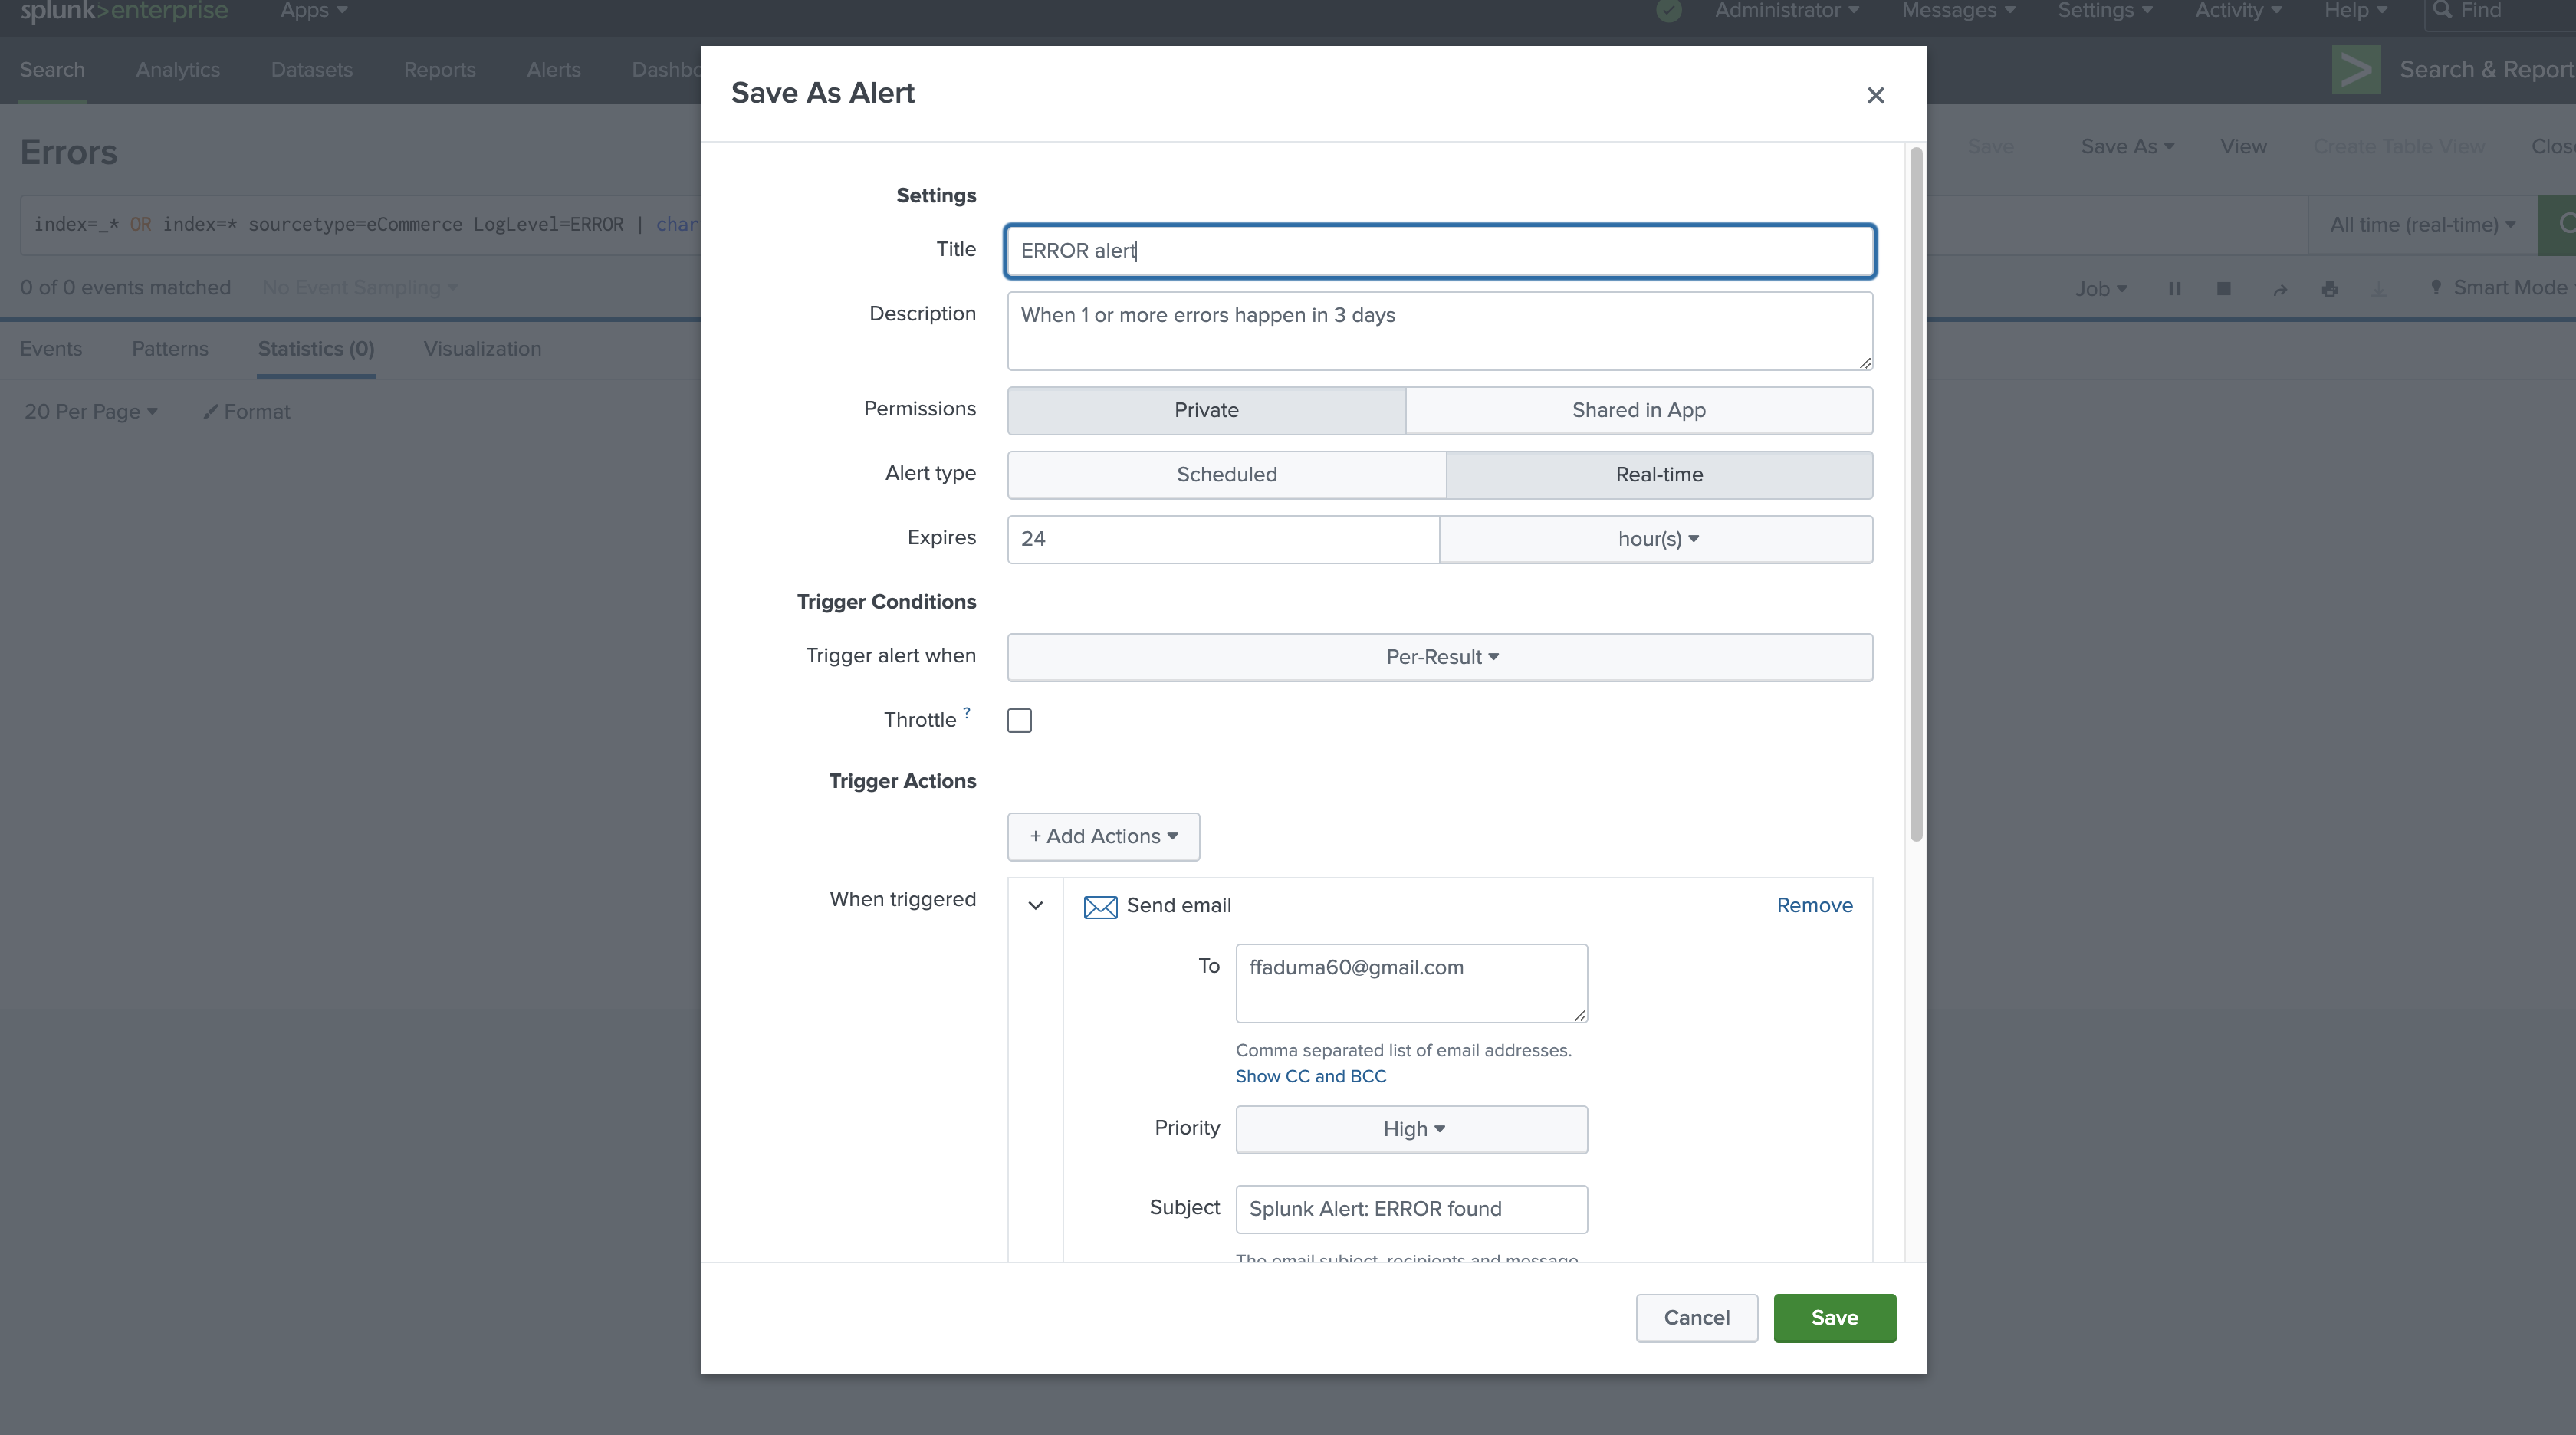 splunk>enterprise Apps Administrator Messages Settings Activity Help Find
Search Analytics Datasets Reports Alerts Search & Report
Save As Alert
Errors
Save Save As View Create Table View
index=_* OR index=* sourcetype=eCommerce LogLevel=ERROR | char
All time (real-time)
0 of 0 events matched No Event Sampling
Job Smart Mode
Events Patterns Statistics (0) Visualization
20 Per Page Format
Settings
Title ERROR alert
Description When 1 or more errors happen in 3 days
Permissions Private Shared in App
Alert type Scheduled Real-time
Expires 24 hour(s)
Trigger Conditions
Trigger alert when Per-Result
Throttle ?
Trigger Actions
+ Add Actions
When triggered Send email Remove
To ffaduma60@gmail.com
Comma separated list of email addresses.
Show CC and BCC
Priority High
Subject Splunk Alert: ERROR found
The email subject, recipients and message
Cancel Save